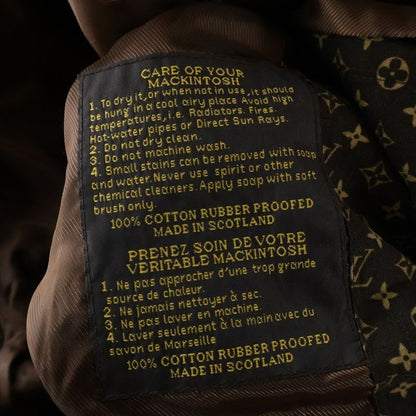 CARE OF YOUR
MACKINTOSH
1. To dry it, or when not in use, it should
be hung in a cool airy place Avoid high
temperatures, i.e. Radiators. Fires.
Hot-water pipes or Direct Sun Rays.
2. Do not dry clean.
3. Do not machine wash.
4. Small stains can be removed with soap
and water. Never use spirit or other
chemical cleaners. Apply soap with soft
brush only.
100% COTTON RUBBER PROOFED
MADE IN SCOTLAND
PRENEZ SOIN DE VOTRE
VERITABLE MACKINTOSH
1. Ne pas approcher d'une trop grande
source de chaleur.
2. Ne jamais nettoyer à sec.
3. Ne pas laver en machine.
4. Laver seulement à la main avec du
savon de Marseille
100% COTTON RUBBER PROOFED
MADE IN SCOTLAND